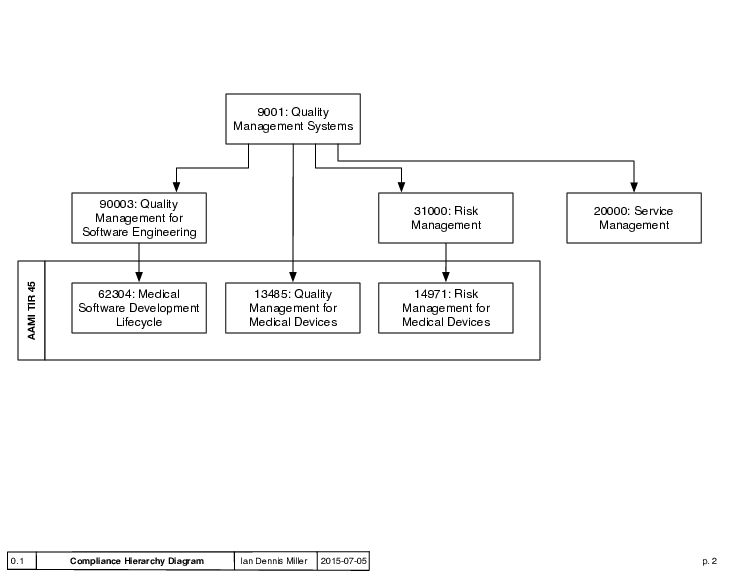 9001: Quality
Management Systems
90003: Quality
Management for
Software Engineering
31000: Risk
Management
20000: Service
Management
AAMI TIR 45
62304: Medical
Software Development
Lifecycle
13485: Quality
Management for
Medical Devices
14971: Risk
Management for
Medical Devices
0.1 Compliance Hierarchy Diagram Ian Dennis Miller 2015-07-05 p. 2